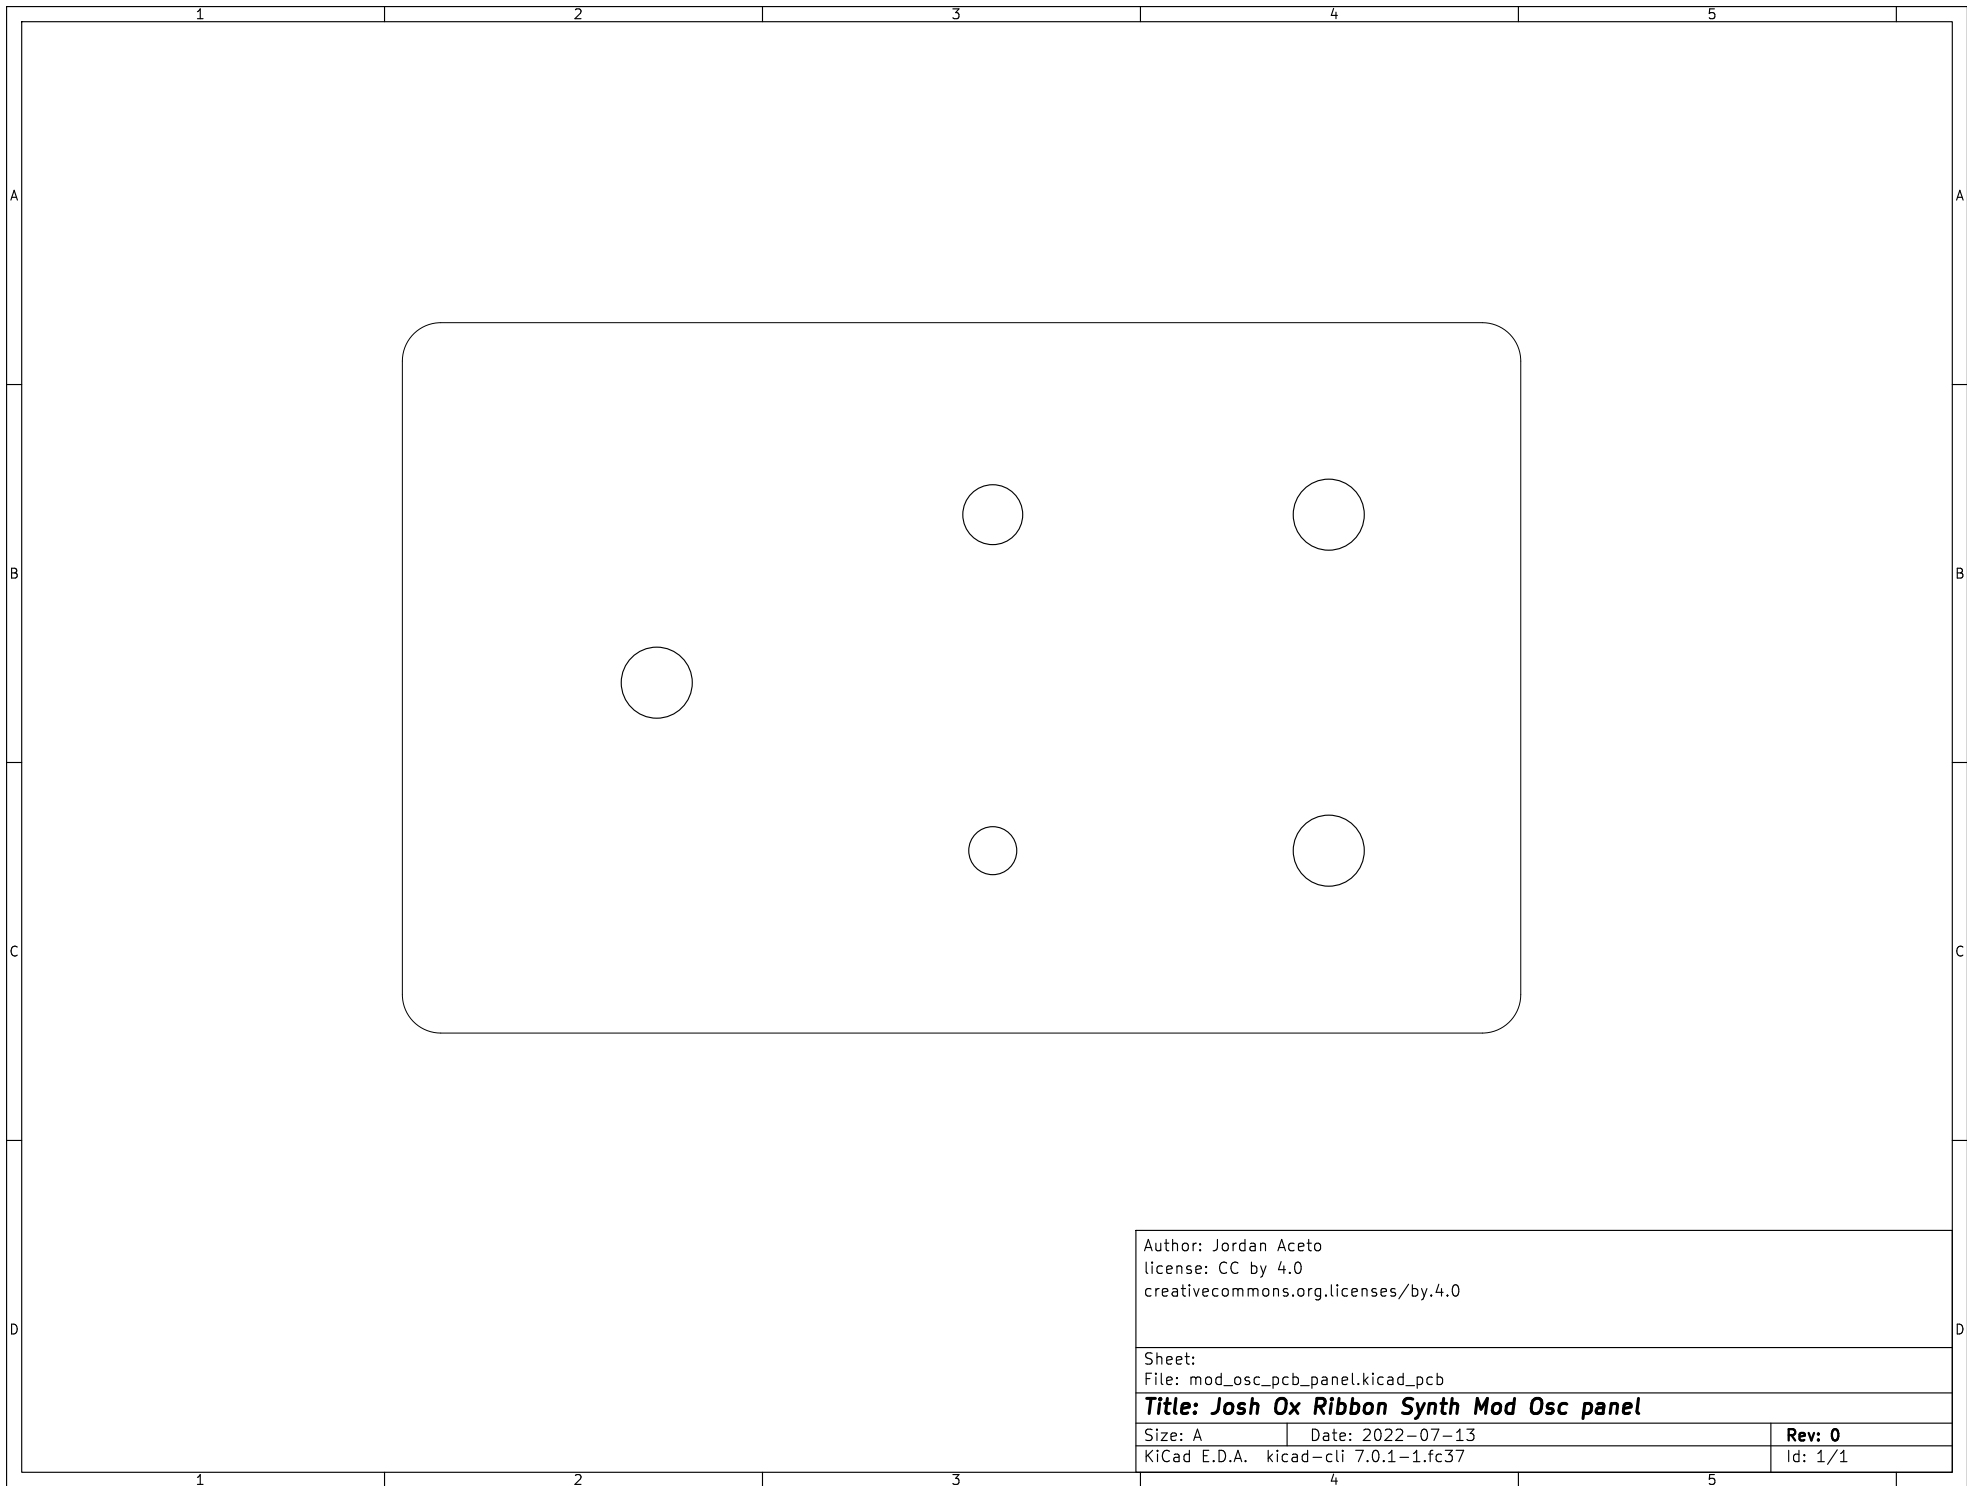 1 2 3 4 5
A A
B B
C C
D D
Author: Jordan Aceto
license: CC by 4.0
creativecommons.org.licenses/by.4.0
Sheet:
File: mod_osc_pcb_panel.kicad_pcb
Title: Josh Ox Ribbon Synth Mod Osc panel
Size: A Date: 2022-07-13 Rev: 0
KiCad E.D.A. kicad-cli 7.0.1-1.fc37 Id: 1/1
1 2 3 4 5